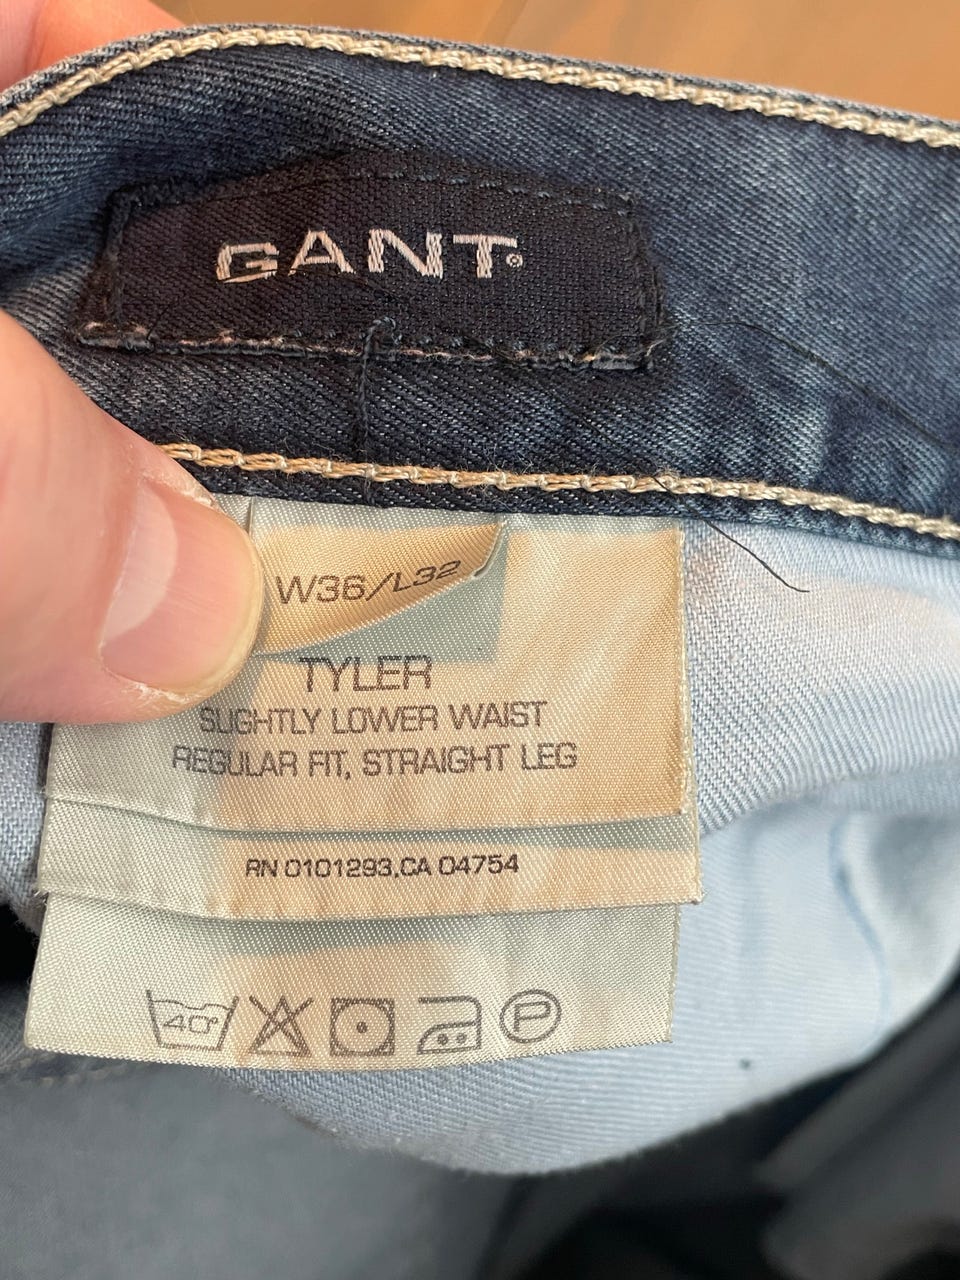 GANT
W36/L32
TYLER
SLIGHTLY LOWER WAIST
REGULAR FIT, STRAIGHT LEG
RN 0101293,CA 04754
40° P